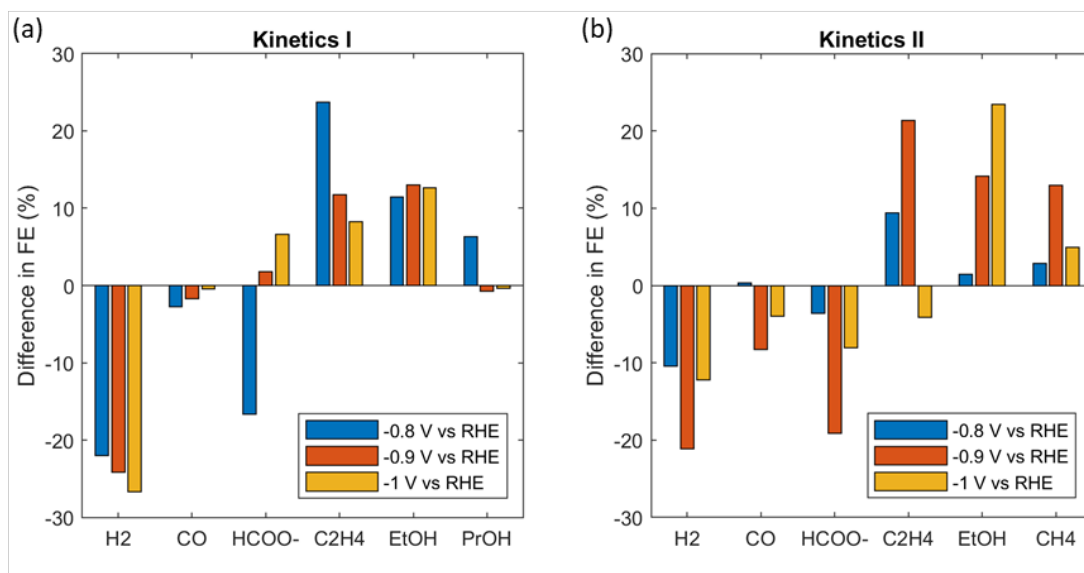 (a)
Kinetics I
Difference in FE (%)
30
20
10
0
-10
-20
-30
H2 CO HCOO- C2H4 EtOH PrOH
-0.8 V vs RHE
-0.9 V vs RHE
-1 V vs RHE
(b)
Kinetics II
Difference in FE (%)
30
20
10
0
-10
-20
-30
H2 CO HCOO- C2H4 EtOH CH4
-0.8 V vs RHE
-0.9 V vs RHE
-1 V vs RHE